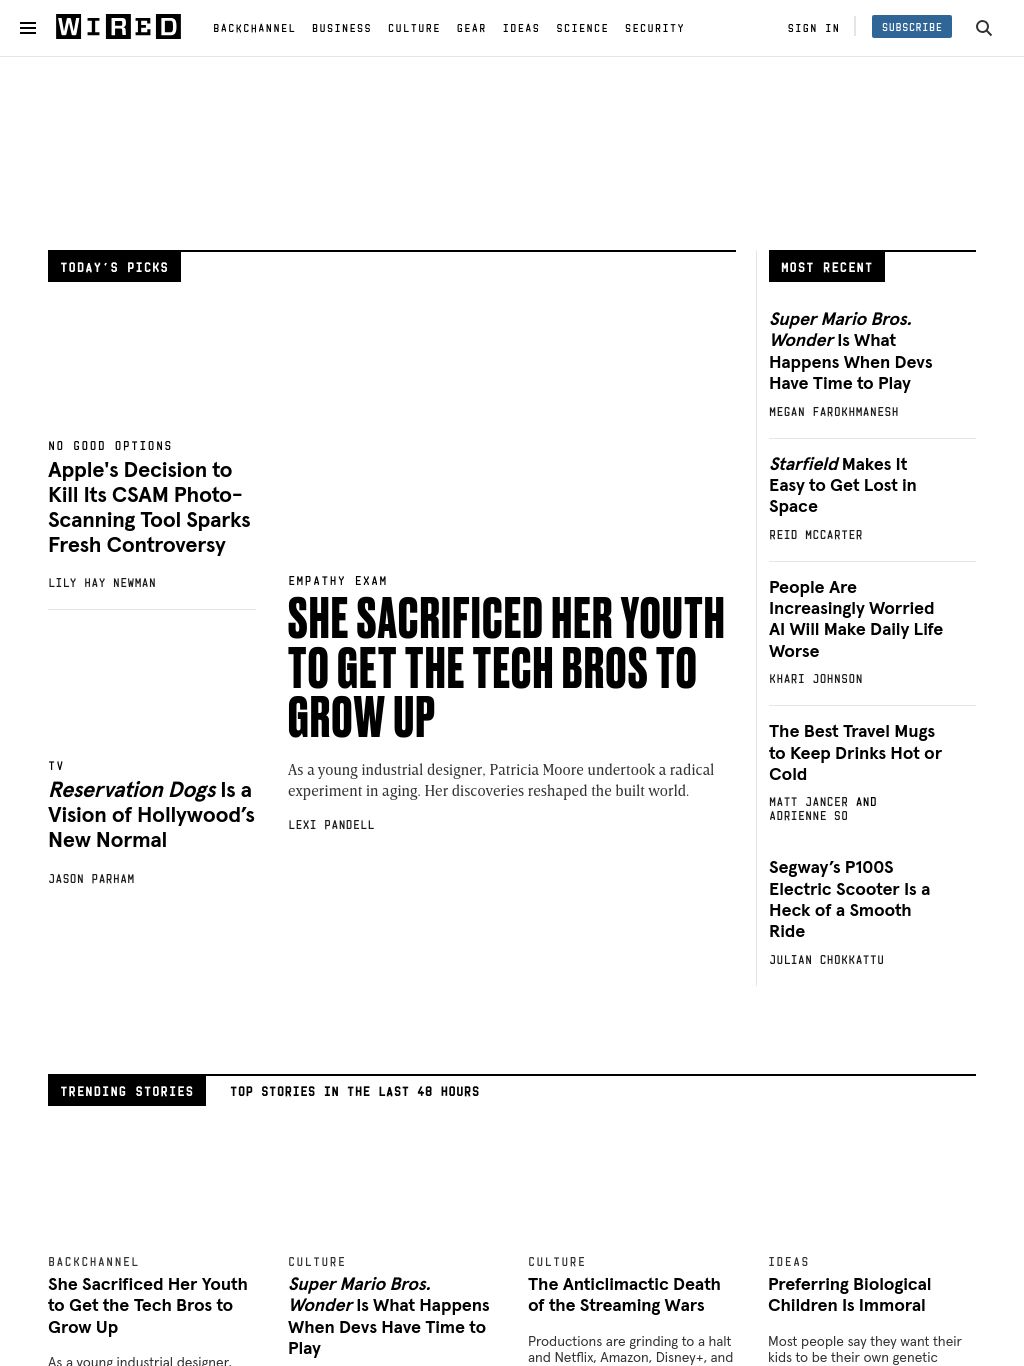 WIRED
BACKCHANNEL BUSINESS CULTURE GEAR IDEAS SCIENCE SECURITY
SIGN IN
SUBSCRIBE
TODAY'S PICKS
NO GOOD OPTIONS
Apple's Decision to
Kill Its CSAM Photo-
Scanning Tool Sparks
Fresh Controversy
LILY HAY NEWMAN
TV
Reservation Dogs Is a
Vision of Hollywood’s
New Normal
JASON PARHAM
EMPATHY EXAM
SHE SACRIFICED HER YOUTH
TO GET THE TECH BROS TO
GROW UP
As a young industrial designer, Patricia Moore undertook a radical
experiment in aging. Her discoveries reshaped the built world.
LEXI PANDELL
MOST RECENT
Super Mario Bros.
Wonder Is What
Happens When Devs
Have Time to Play
MEGAN FAROKHMANESH
Starfield Makes It
Easy to Get Lost in
Space
REID MCCARTER
People Are
Increasingly Worried
AI Will Make Daily Life
Worse
KHARI JOHNSON
The Best Travel Mugs
to Keep Drinks Hot or
Cold
MATT JANCER AND
ADRIENNE SO
Segway’s P100S
Electric Scooter Is a
Heck of a Smooth
Ride
JULIAN CHOKKATTU
TRENDING STORIES
TOP STORIES IN THE LAST 48 HOURS
BACKCHANNEL
She Sacrificed Her Youth
to Get the Tech Bros to
Grow Up
As a young industrial designer,
CULTURE
Super Mario Bros.
Wonder Is What Happens
When Devs Have Time to
Play
CULTURE
The Anticlimactic Death
of the Streaming Wars
Productions are grinding to a halt
and Netflix, Amazon, Disney+, and
IDEAS
Preferring Biological
Children Is Immoral
Most people say they want their
kids to be their own genetic